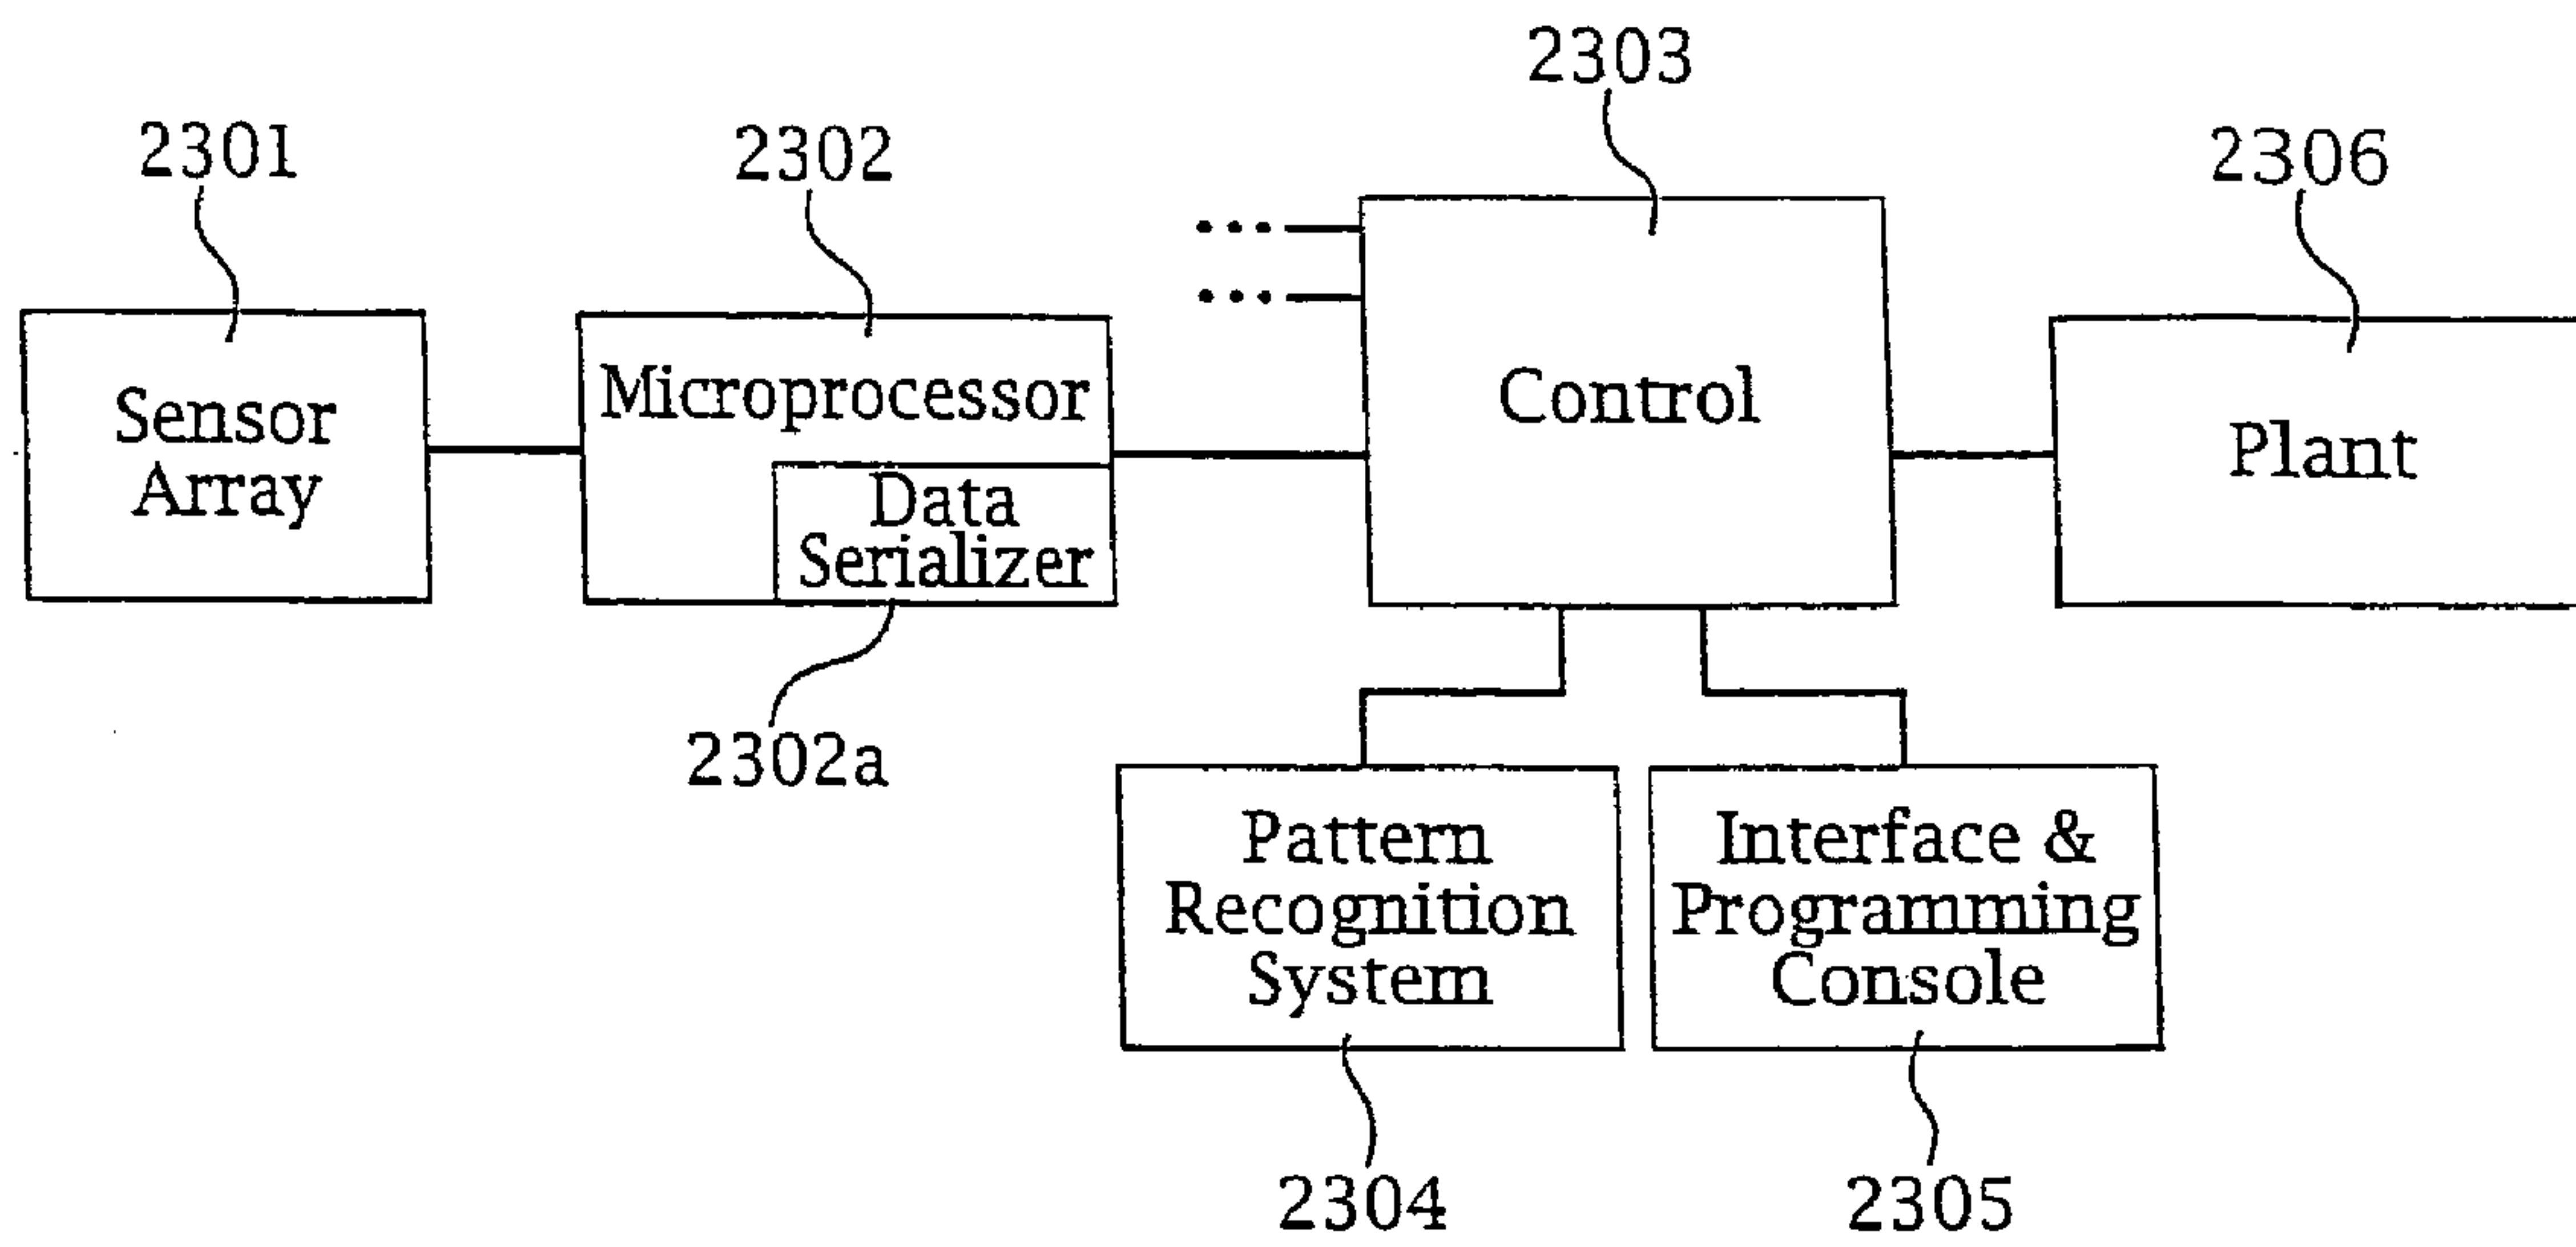 2303
2301
2302
2306
Sensor
Array
Microprocessor
Data
Serializer
Control
Plant
2302a
Pattern
Recognition
System
Interface &
Programming
Console
2304
2305